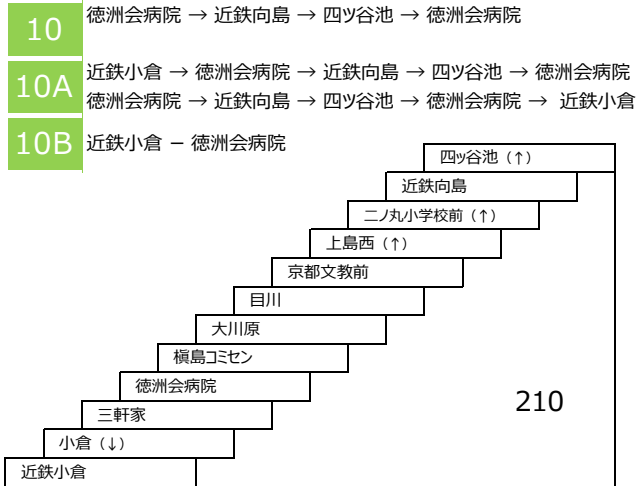 10
徳洲会病院 → 近鉄向島 → 四ツ谷池 → 徳洲会病院
10A
近鉄小倉 → 徳洲会病院 → 近鉄向島 → 四ツ谷池 → 徳洲会病院
徳洲会病院 → 近鉄向島 → 四ツ谷池 → 徳洲会病院 → 近鉄小倉
10B
近鉄小倉 − 徳洲会病院
四ッ谷池（↑）
近鉄向島
二ノ丸小学校前（↑）
上島西（↑）
京都文教前
目川
大川原
槇島コミセン
徳洲会病院
三軒家
小倉（↓）
近鉄小倉
210